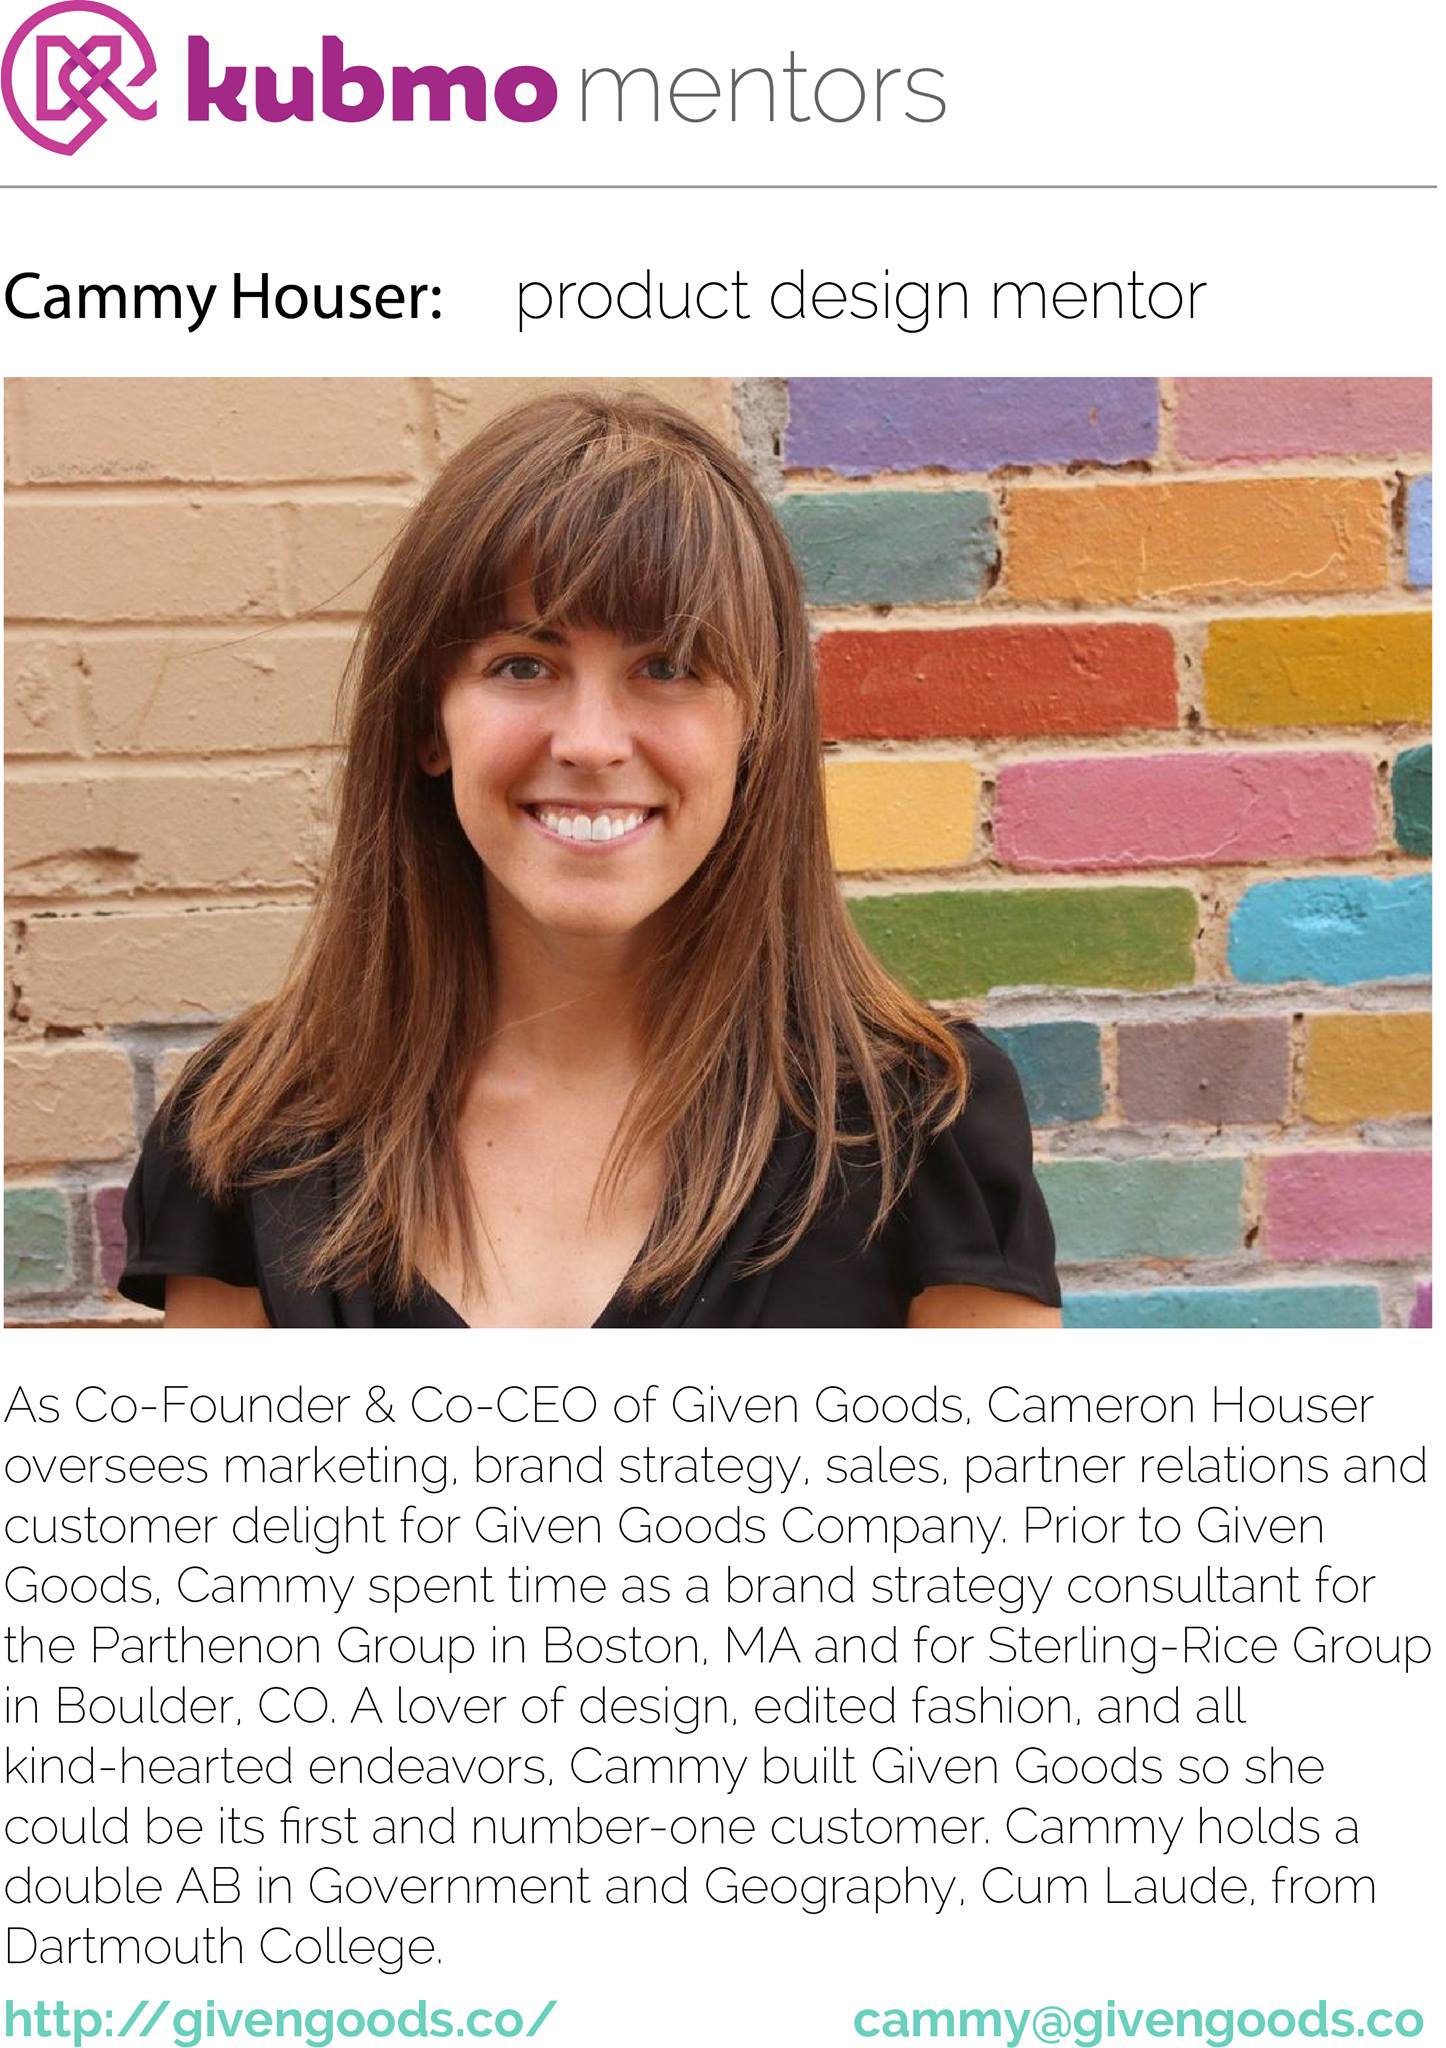 kubmo mentors
Cammy Houser: product design mentor
As Co-Founder & Co-CEO of Given Goods, Cameron Houser
oversees marketing, brand strategy, sales, partner relations and
customer delight for Given Goods Company. Prior to Given
Goods, Cammy spent time as a brand strategy consultant for
the Parthenon Group in Boston, MA and for Sterling-Rice Group
in Boulder, CO. A lover of design, edited fashion, and all
kind-hearted endeavors, Cammy built Given Goods so she
could be its first and number-one customer. Cammy holds a
double AB in Government and Geography, Cum Laude, from
Dartmouth College.
http://givengoods.co/ cammy@givengoods.co